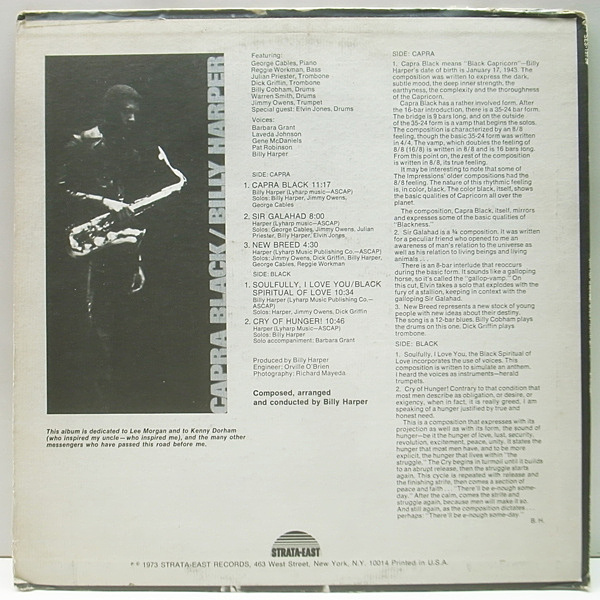 CAPRA BLACK/BILLY HARPER
This album is dedicated to Lee Morgan and to Kenny Dorham
(who inspired my uncle—who inspired me), and the many other
messengers who have passed this road before me.
Featuring:
George Cables, Piano
Reggie Workman, Bass
Julian Priester, Trombone
Dick Griffin, Trombone
Billy Cobham, Drums
Warren Smith, Drums
Jimmy Owens, Trumpet
Special guest: Elvin Jones, Drums
Voices:
Barbara Grant
Laveda Johnson
Gene McDaniels
Pat Robinson
Billy Harper
SIDE: CAPRA
1. CAPRA BLACK 11:17
Billy Harper (Lyharp music—ASCAP)
Solos: Billy Harper, Jimmy Owens,
George Cables
2. SIR GALAHAD 8:00
Harper (Lyharp music—ASCAP)
Solos: George Cables, Jimmy Owens, Julian
Priester, Billy Harper, Elvin Jones
3. NEW BREED 4:30
Harper (Lyharp Music Publishing Co.—ASCAP)
Solos: Jimmy Owens, Dick Griffin, Billy Harper,
George Cables, Reggie Workman
SIDE: BLACK
1. SOULFULLY, I LOVE YOU/BLACK
SPIRITUAL OF LOVE 10:34
Billy Harper (Lyharp Music Publishing Co.—
ASCAP)
Solos: Harper, Jimmy Owens, Dick Griffin
2. CRY OF HUNGER! 10:46
Harper (Lyharp Music—ASCAP)
Solos: Billy Harper
Solo accompaniment: Barbara Grant
Produced by Billy Harper
Engineer: Orville O'Brien
Photography: Richard Mayeda
Composed, arranged
and conducted by Billy Harper
SIDE: CAPRA
1. Capra Black means "Black Capricorn"—Billy
Harper's date of birth is January 17, 1943. The
composition was written to express the dark,
subtle mood, the deep inner strength, the
earthyness, the complexity and the thoroughness
of the Capricorn.
Capra Black has a rather involved form. After
the 16-bar introduction, there is a 35-24 bar form.
The bridge is 9 bars long, and on the outside
of the 35-24 form is a vamp that begins the solos.
The composition is characterized by an 8/8
feeling, though the basic 35-24 form was written
in 4/4. The vamp, which doubles the feeling of
8/8 (16/8) is written in 8/8 and is 16 bars long.
From this point on, the rest of the composition
is written in 8/8, its true feeling.
It may be interesting to note that some of
The Impressions' older compositions had the
8/8 feeling. The nature of this rhythmic feeling
is, in color, black. The color black, itself, shows
the basic qualities of Capricorn all over the
planet.
The composition, Capra Black, itself, mirrors
and expresses some of the basic qualities of
"Blackness."
2. Sir Galahad is a ¾ composition. It was written
for a peculiar friend who opened to me an
awareness of man's relation to the universe as
well as his relation to living beings and living
animals ...
There is an 8-bar interlude that reoccurs
during the basic form. It sounds like a galloping
horse, so it's called the "gallop-vamp." On
this cut, Elvin takes a solo that explodes with the
fury of a stallion, keeping in context with the
galloping Sir Galahad.
3. New Breed represents a new stock of young
people with new ideas about their destiny.
The song is a 12-bar blues. Billy Cobham plays
the drums on this one. Dick Griffin plays
trombone.
SIDE: BLACK
1. Soulfully, I Love You, the Black Spiritual of
Love incorporates the use of voices. This
composition is written to simulate an anthem.
I heard the voices as instruments—herald
trumpets.
2. Cry of Hunger! Contrary to that condition that
most men describe as obligation, or desire, or
exigency, when in fact, it is really greed, I am
speaking of a hunger justified by true and
honest need.
This is a composition that expresses with its
projection as well as with its form, the sound of
hunger—be it the hunger of love, lust, security,
revolution, excitement, peace, unity. It states the
hunger that most men have, and to be more
explicit, the hunger that lives within "the
struggle." The Cry begins in turmoil until it builds
to an abrupt release, then the struggle starts
again. This cycle is repeated with release and
the finishing strife, then comes a section of
peace and faith ... "There'll be e-nough some-
day." After the calm, comes the strife and
struggle again, because men will make it so.
And still again, as the composition dictates ...
perhaps: "There'll be e-nough some-day."
B. H.
STRATA-EAST
1973 STRATA-EAST RECORDS, 463 West Street, New York, N.Y. 10014 Printed in U.S.A.